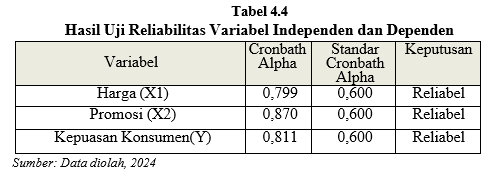 Tabel 4.4
Hasil Uji Reliabilitas Variabel Independen dan Dependen
Variabel Cronbath Alpha Standar Cronbath Alpha Keputusan
Harga (X1) 0,799 0,600 Reliabel
Promosi (X2) 0,870 0,600 Reliabel
Kepuasan Konsumen(Y) 0,811 0,600 Reliabel
Sumber: Data diolah, 2024